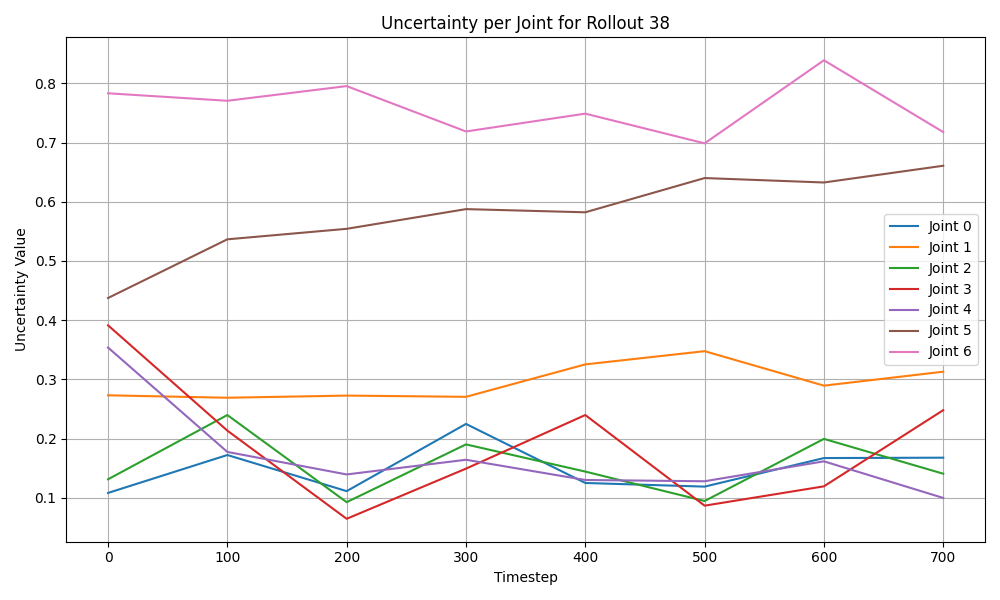 Uncertainty per Joint for Rollout 38
Uncertainty Value
0.8
0.7
0.6
0.5
0.4
0.3
0.2
0.1
Joint 0
Joint 1
Joint 2
Joint 3
Joint 4
Joint 5
Joint 6
0 100 200 300 400 500 600 700
Timestep